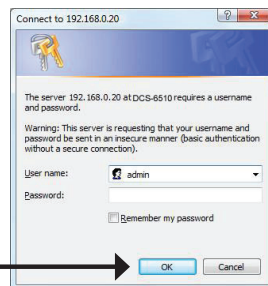 Connect to 192.168.0.20
The server 192.168.0.20 at DCS-6510 requires a username
and password.
Warning: This server is requesting that your username and
password be sent in an insecure manner (basic authentication
without a secure connection).
User name:
admin
Password:
Remember my password
OK
Cancel